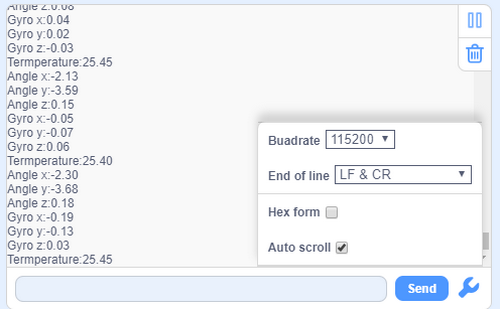 Angle z:0.08
Gyro x:0.04
Gyro y:0.02
Gyro z:-0.03
Termperature:25.45
Angle x:-2.13
Angle y:-3.59
Angle z:0.15
Gyro x:-0.05
Gyro y:-0.07
Gyro z:0.06
Termperature:25.40
Angle x:-2.30
Angle y:-3.68
Angle z:0.18
Gyro x:-0.19
Gyro y:-0.13
Gyro z:0.03
Termperature:25.45
Buadrate 115200
End of line LF & CR
Hex form
Auto scroll
Send